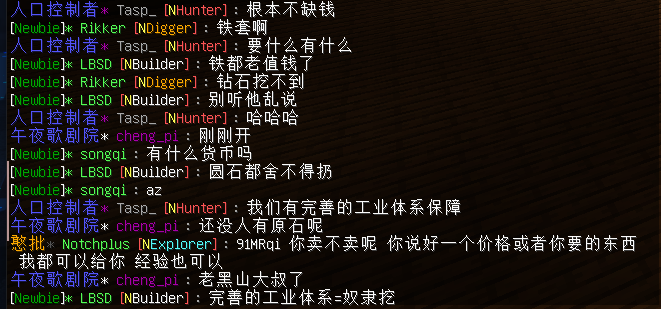 人口控制者* Tasp_ [NHunter] : 根本不缺钱
[Newbie]* Rikker [NDigger] : 铁套啊
人口控制者* Tasp_ [NHunter] : 要什么有什么
[Newbie]* LBSD [NBuilder] : 铁都老值钱了
[Newbie]* Rikker [NDigger] : 钻石挖不到
[Newbie]* LBSD [NBuilder] : 别听他乱说
人口控制者* Tasp_ [NHunter] : 哈哈哈
午夜歌剧院* cheng_pi : 刚刚开
[Newbie]* songqi : 有什么货币吗
[Newbie]* LBSD [NBuilder] : 圆石都舍不得扔
[Newbie]* songqi : az
人口控制者* Tasp_ [NHunter] : 我们有完善的工业体系保障
午夜歌剧院* cheng_pi : 还没人有原石呢
憨批* Notchplus [NExplorer] : 91MRqi 你卖不卖呢 你说好一个价格或者你要的东西
我都可以给你 经验也可以
午夜歌剧院* cheng_pi : 老黑山大叔了
[Newbie]* LBSD [NBuilder] : 完善的工业体系=奴隶挖